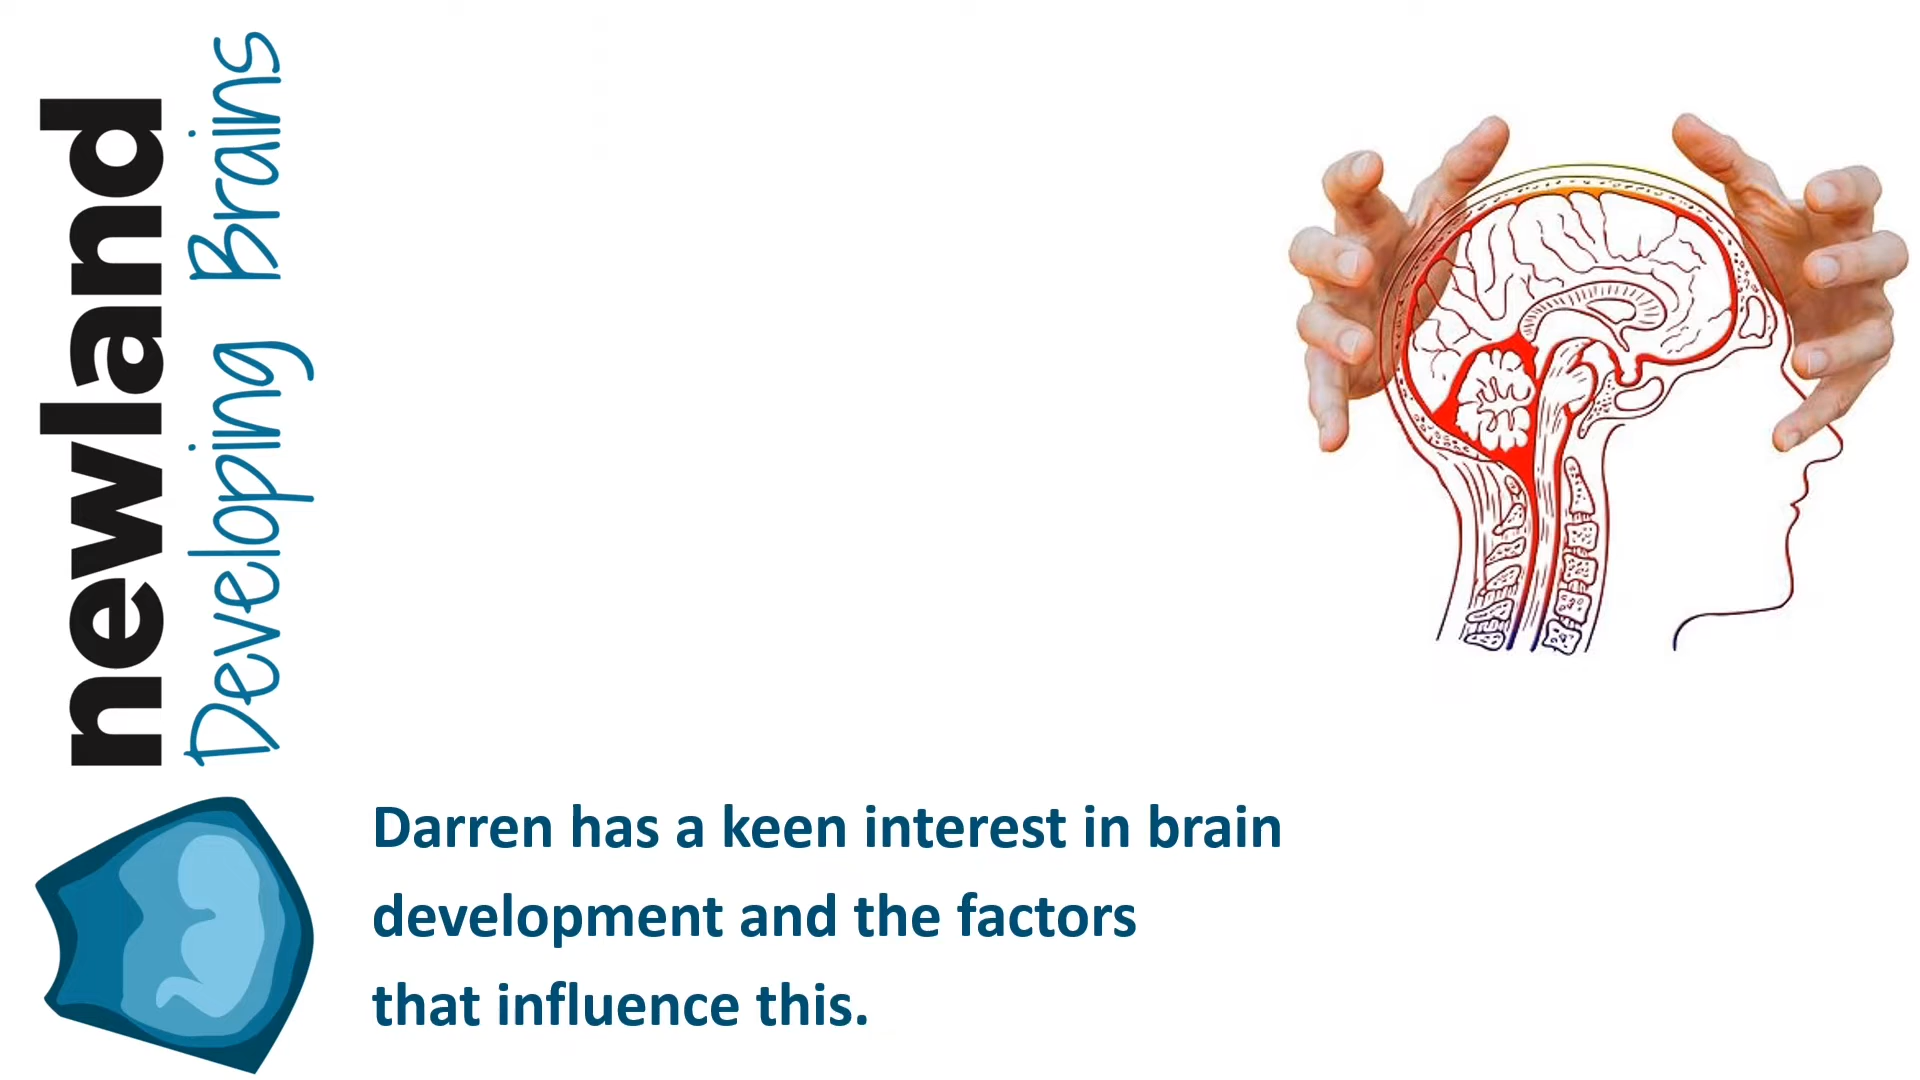 newland
Developing Brains
Darren has a keen interest in brain
development and the factors
that influence this.